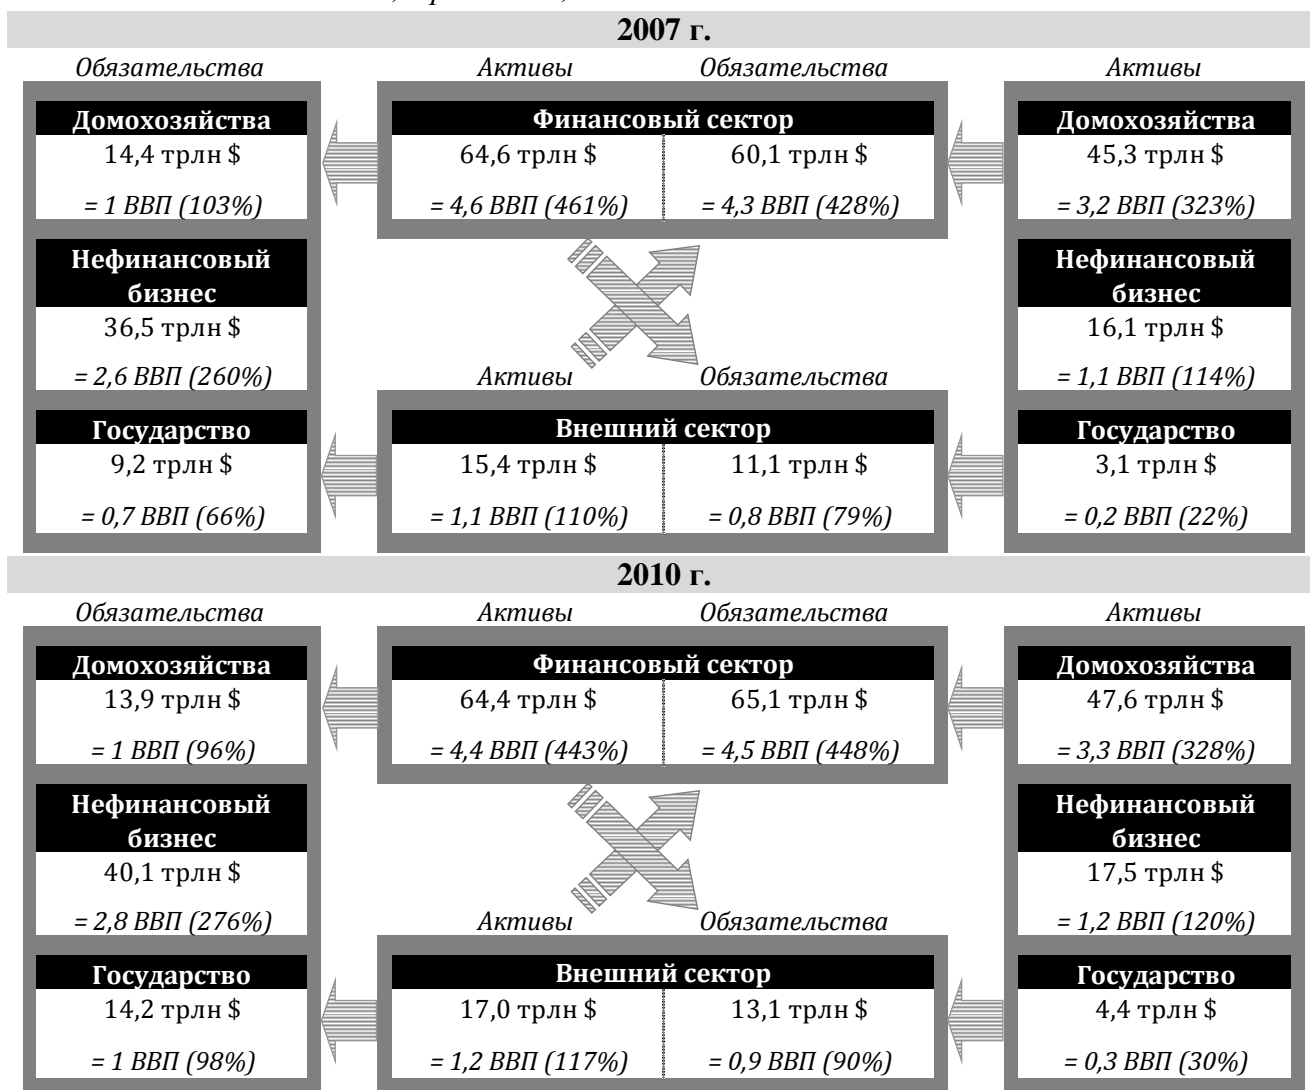 2007 г.
Обязательства
Активы
Обязательства
Активы
Домохозяйства
14,4 трлн $
= 1 ВВП (103%)
Нефинансовый
бизнес
36,5 трлн $
= 2,6 ВВП (260%)
Государство
9,2 трлн $
= 0,7 ВВП (66%)
Финансовый сектор
64,6 трлн $
60,1 трлн $
= 4,6 ВВП (461%)
= 4,3 ВВП (428%)
Активы
Обязательства
Внешний сектор
15,4 трлн $
11,1 трлн $
= 1,1 ВВП (110%)
= 0,8 ВВП (79%)
Домохозяйства
45,3 трлн $
= 3,2 ВВП (323%)
Нефинансовый
бизнес
16,1 трлн $
= 1,1 ВВП (114%)
Государство
3,1 трлн $
= 0,2 ВВП (22%)
2010 г.
Обязательства
Активы
Обязательства
Активы
Домохозяйства
13,9 трлн $
= 1 ВВП (96%)
Нефинансовый
бизнес
40,1 трлн $
= 2,8 ВВП (276%)
Государство
14,2 трлн $
= 1 ВВП (98%)
Финансовый сектор
64,4 трлн $
65,1 трлн $
= 4,4 ВВП (443%)
= 4,5 ВВП (448%)
Активы
Обязательства
Внешний сектор
17,0 трлн $
13,1 трлн $
= 1,2 ВВП (117%)
= 0,9 ВВП (90%)
Домохозяйства
47,6 трлн $
= 3,3 ВВП (328%)
Нефинансовый
бизнес
17,5 трлн $
= 1,2 ВВП (120%)
Государство
4,4 трлн $
= 0,3 ВВП (30%)